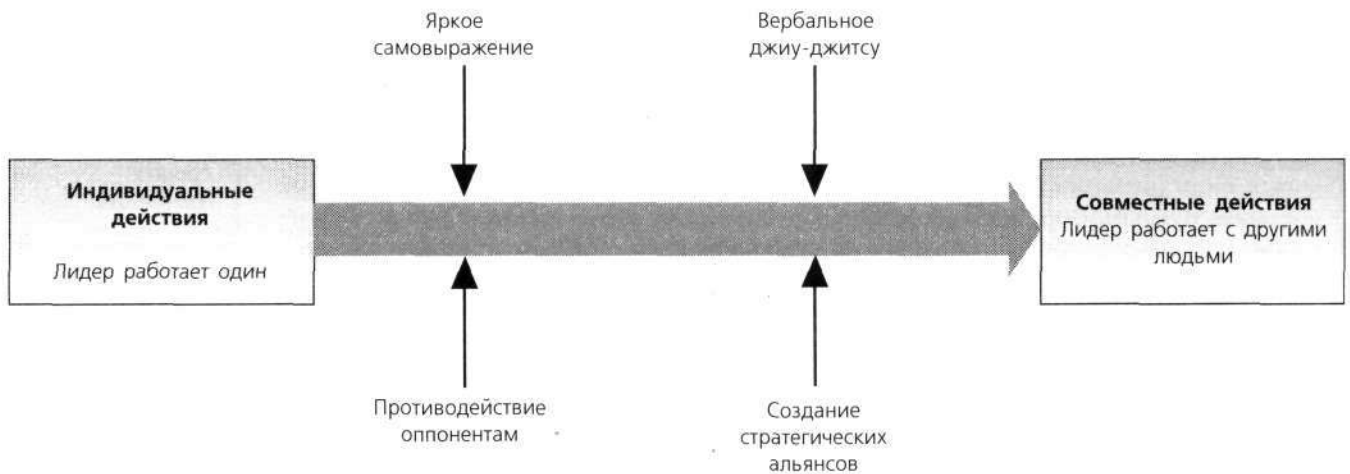 Яркое
самовыражение
Вербальное
джиу-джитсу
Индивидуальные
действия
Лидер работает один
Совместные действия
Лидер работает с другими
людьми
Противодействие
оппонентам
Создание
стратегических
альянсов